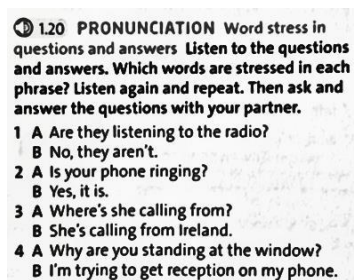 1.20 PRONUNCIATION Word stress in
questions and answers Listen to the questions
and answers. Which words are stressed in each
phrase? Listen again and repeat. Then ask and
answer the questions with your partner.
1 A Are they listening to the radio?
B No, they aren't.
2 A Is your phone ringing?
B Yes, it is.
3 A Where's she calling from?
B She's calling from Ireland.
4 A Why are you standing at the window?
B I'm trying to get reception on my phone.